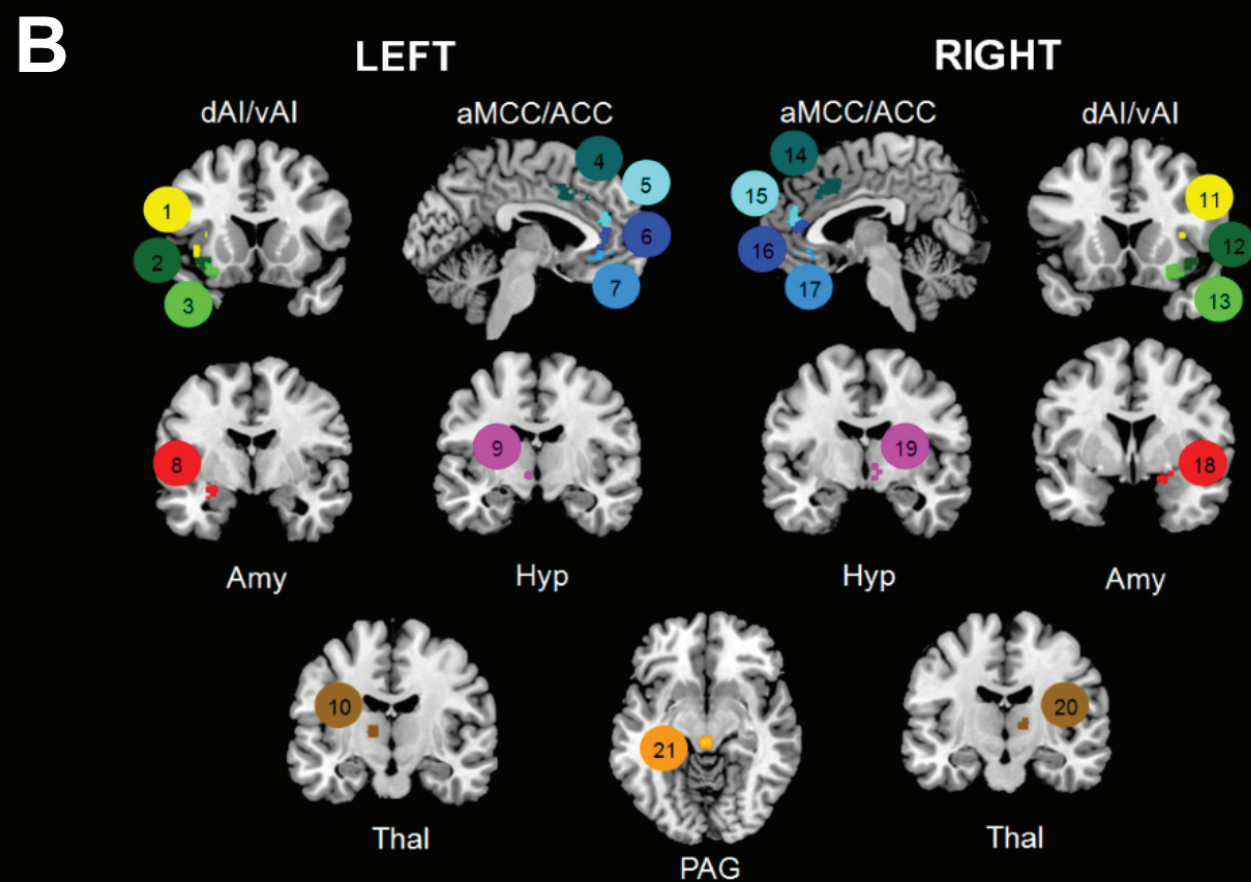 B
LEFT
RIGHT
dAI/vAI
aMCC/ACC
aMCC/ACC
dAI/vAI
1
2
3
4
5
6
7
14
15
16
17
11
12
13
8
9
19
18
Amy
Hyp
Hyp
Amy
10
21
20
Thal
PAG
Thal